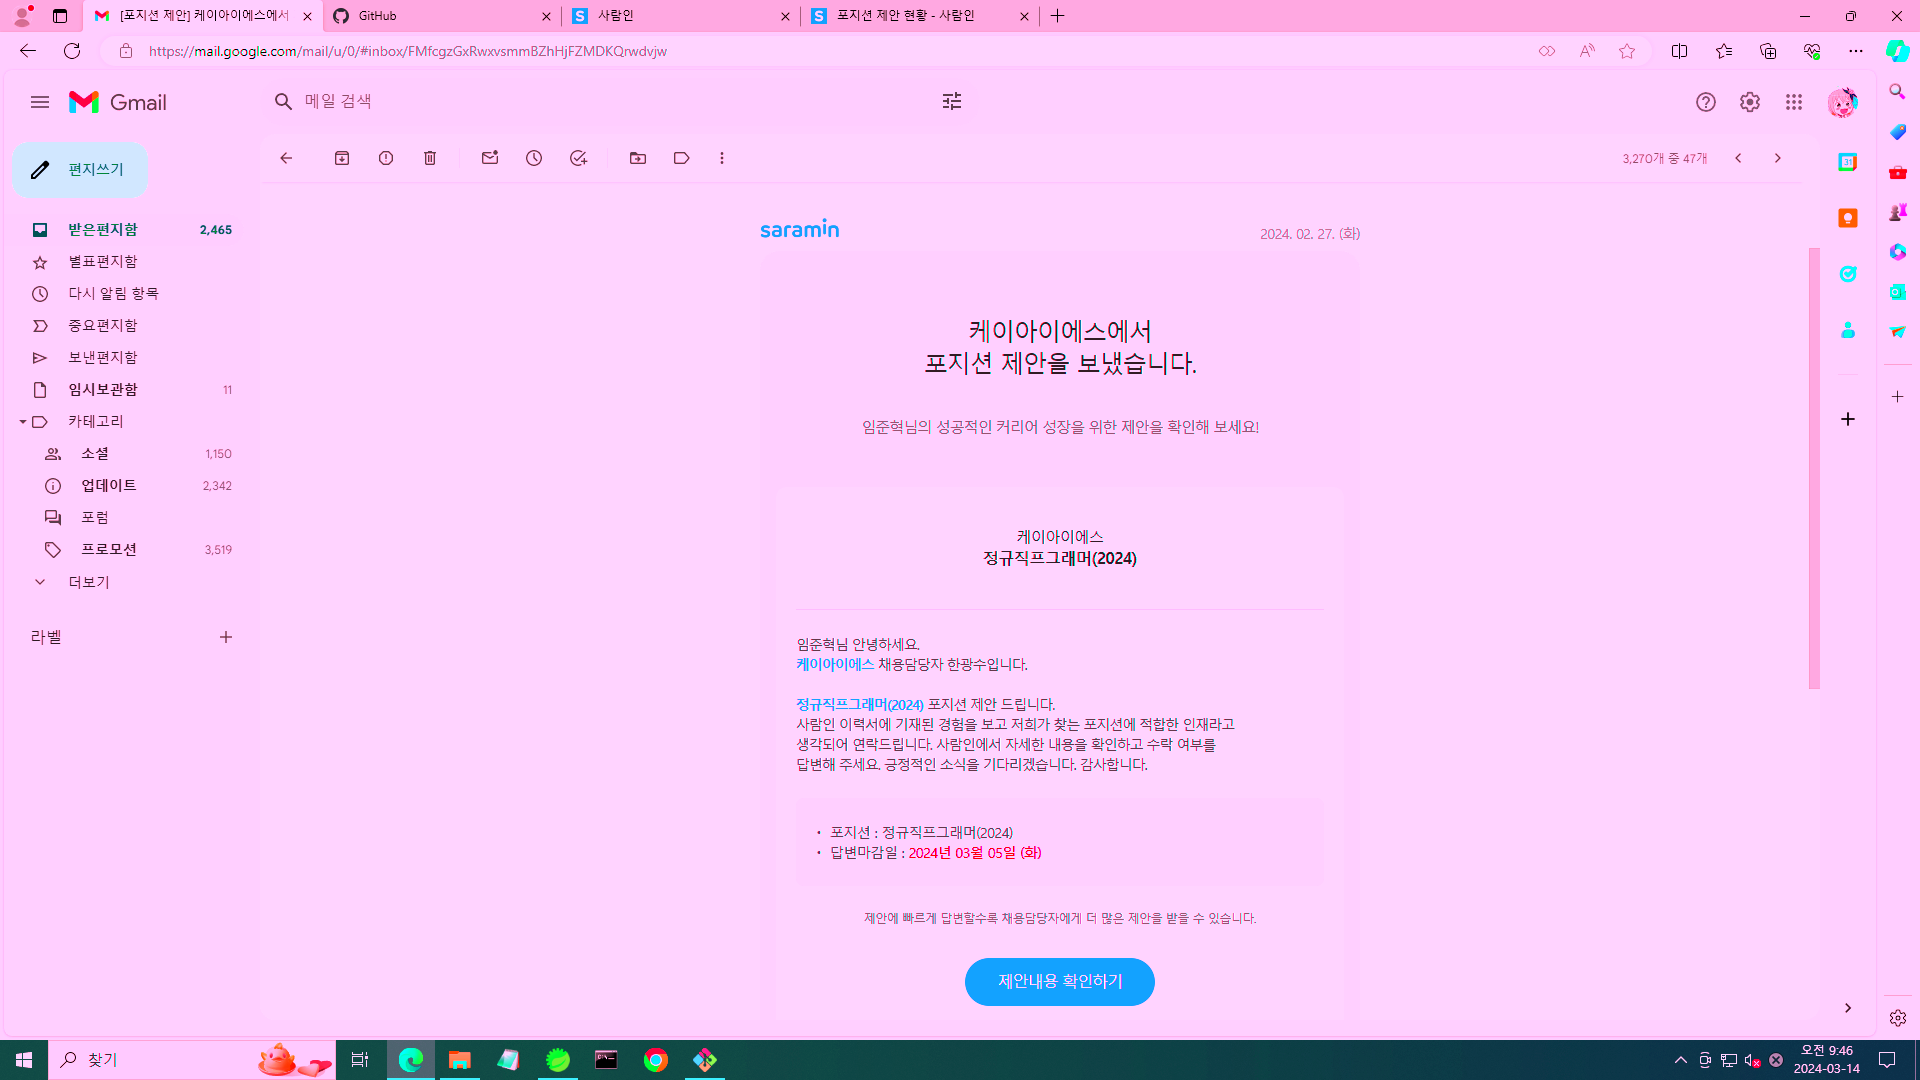 [포지션 제안] 케이아이에스에서
GitHub
사람인
포지션 제안 현황 - 사람인
https://mail.google.com/mail/u/0/#inbox/FMfcgzGxRwxvsmmBZhHjFZMDKQrwdvjw
Gmail
메일 검색
편지쓰기
3,270개 중 47개
받은편지함 2,465
별표편지함
다시 알림 항목
중요편지함
보낸편지함
임시보관함 11
카테고리
소셜 1,150
업데이트 2,342
포럼
프로모션 3,519
더보기
라벨
saramin
2024. 02. 27. (화)
케이아이에스에서
포지션 제안을 보냈습니다.
임준혁님의 성공적인 커리어 성장을 위한 제안을 확인해 보세요!
케이아이에스
정규직프그래머(2024)
임준혁님 안녕하세요.
케이아이에스 채용담당자 한광수입니다.
정규직프그래머(2024) 포지션 제안 드립니다.
사람인 이력서에 기재된 경험을 보고 저희가 찾는 포지션에 적합한 인재라고
생각되어 연락드립니다. 사람인에서 자세한 내용을 확인하고 수락 여부를
답변해 주세요. 긍정적인 소식을 기다리겠습니다. 감사합니다.
• 포지션 : 정규직프그래머(2024)
• 답변마감일 : 2024년 03월 05일 (화)
제안에 빠르게 답변할수록 채용담당자에게 더 많은 제안을 받을 수 있습니다.
제안내용 확인하기
찾기
오전 9:46
2024-03-14